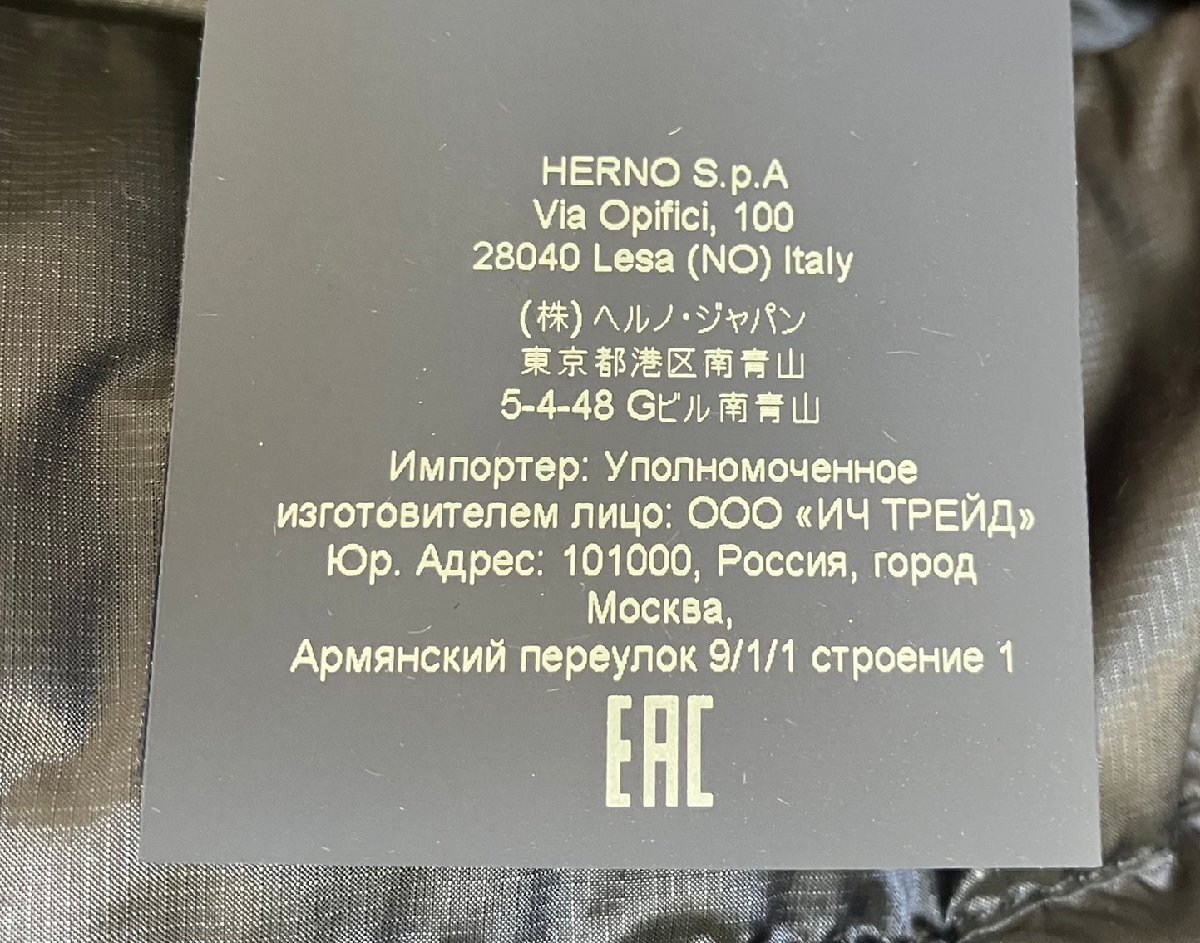 HERNO S.p.A
Via Opifici, 100
28040 Lesa (NO) Italy
(株) ヘルノ・ジャパン
東京都港区南青山
5-4-48 Gビル南青山
Импортер: Уполномоченное
изготовителем лицо: ООО «ИЧ ТРЕЙД»
Юр. Адрес: 101000, Россия, город
Москва,
Армянский переулок 9/1/1 строение 1
EAC